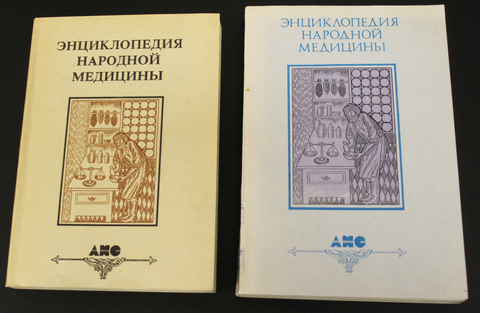 ЭНЦИКЛОПЕДИЯ
НАРОДНОЙ
МЕДИЦИНЫ
АНС
ЭНЦИКЛОПЕДИЯ
НАРОДНОЙ
МЕДИЦИНЫ
АНС